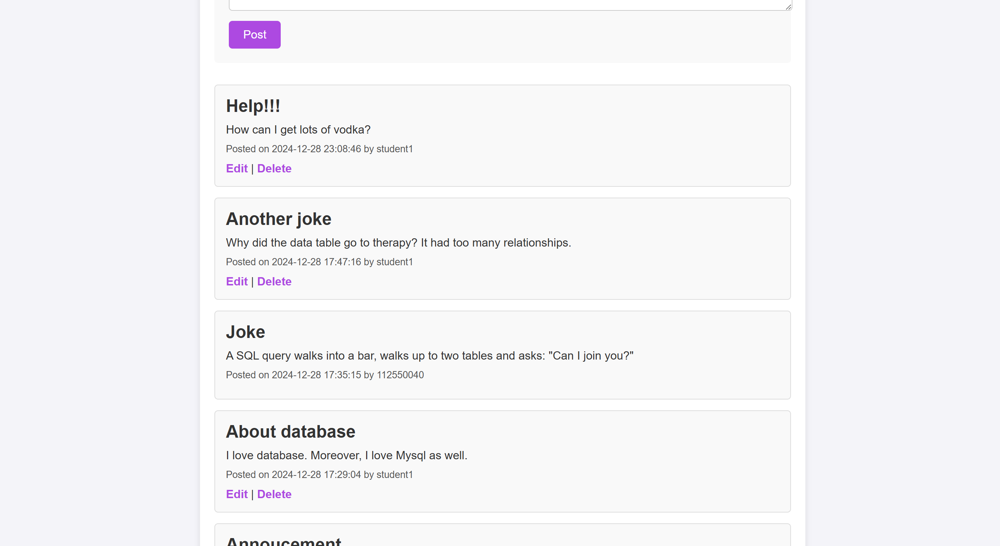 Post
Help!!!
How can I get lots of vodka?
Posted on 2024-12-28 23:08:46 by student1
Edit | Delete
Another joke
Why did the data table go to therapy? It had too many relationships.
Posted on 2024-12-28 17:47:16 by student1
Edit | Delete
Joke
A SQL query walks into a bar, walks up to two tables and asks: "Can I join you?"
Posted on 2024-12-28 17:35:15 by 112550040
About database
I love database. Moreover, I love Mysql as well.
Posted on 2024-12-28 17:29:04 by student1
Edit | Delete
Annoucement